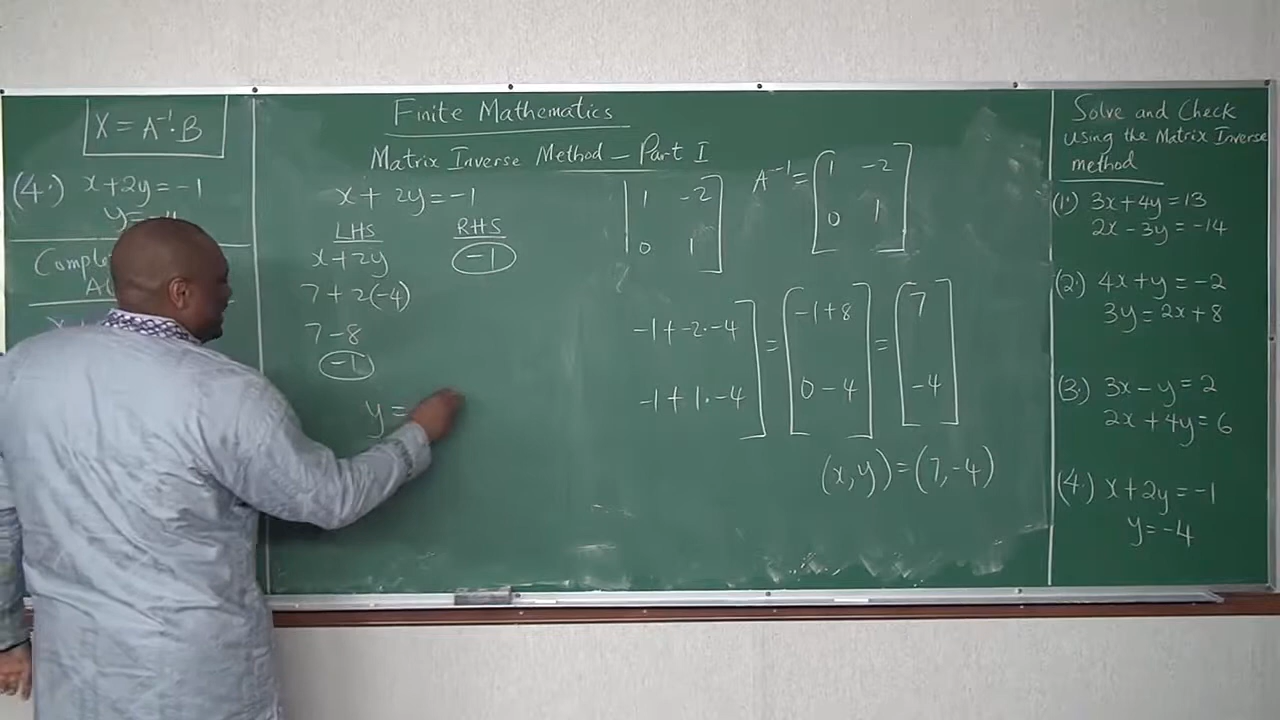 X = A⁻¹·B
(4.) x+2y=-1
y=-4
Comple
A
Finite Mathematics
Matrix Inverse Method – Part I
x + 2y = -1
LHS RHS
x+2y -1
7+2(-4)
7-8
-1
y=
1 -2
0 1
A⁻¹= 1 -2
0 1
-1+-2·-4 = -1+8 = 7
-1+1·-4 0-4 -4
(x,y)=(7,-4)
Solve and Check
using the Matrix Inverse
method
(1.) 3x+4y=13
2x-3y=-14
(2.) 4x+y=-2
3y=2x+8
(3.) 3x-y=2
2x+4y=6
(4.) x+2y=-1
y=-4